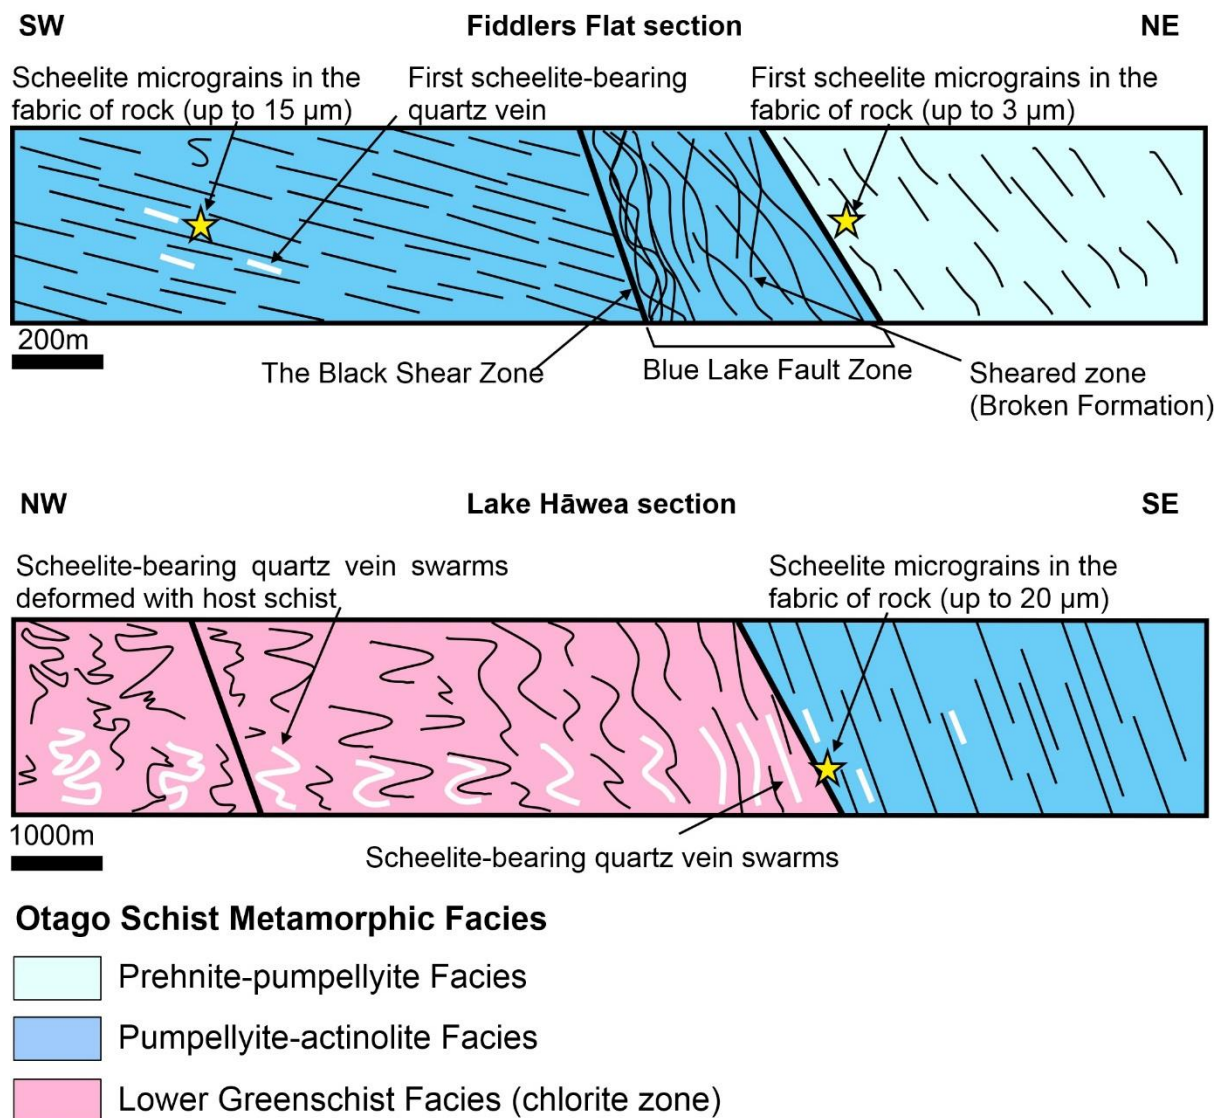 SW Fiddlers Flat section NE
Scheelite micrograins in the
fabric of rock (up to 15 µm)
First scheelite-bearing
quartz vein
First scheelite micrograins in the
fabric of rock (up to 3 µm)
200m
The Black Shear Zone
Blue Lake Fault Zone
Sheared zone
(Broken Formation)
NW Lake Hāwea section SE
Scheelite-bearing quartz vein swarms
deformed with host schist
Scheelite micrograins in the
fabric of rock (up to 20 µm)
1000m
Scheelite-bearing quartz vein swarms
Otago Schist Metamorphic Facies
Prehnite-pumpellyite Facies
Pumpellyite-actinolite Facies
Lower Greenschist Facies (chlorite zone)